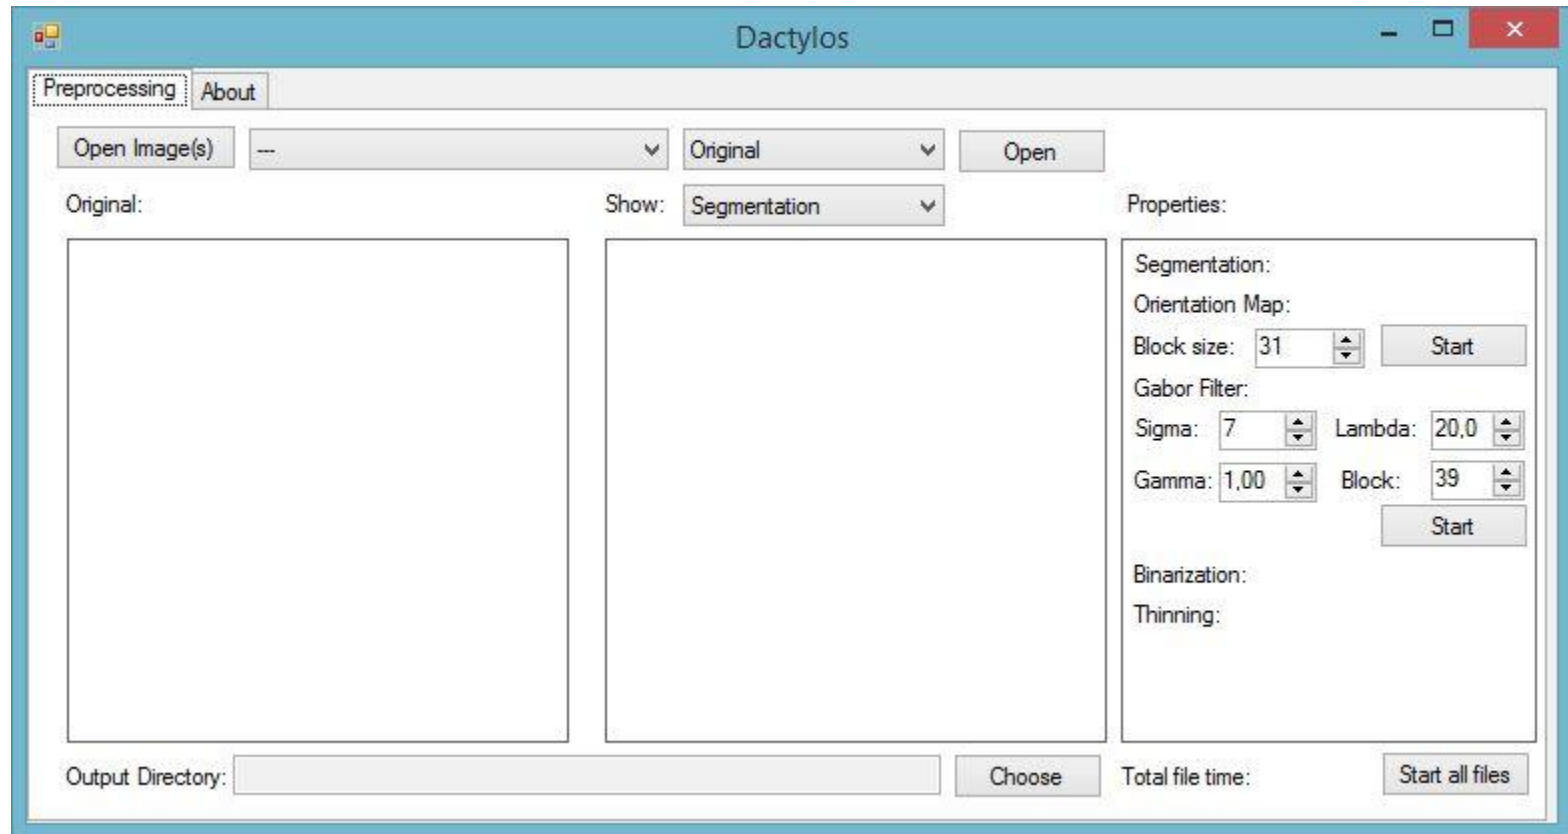 Dactylos
Preprocessing About
Open Image(s) --- Original Open
Original: Show: Segmentation Properties:
Segmentation:
Orientation Map:
Block size: 31 Start
Gabor Filter:
Sigma: 7 Lambda: 20,0
Gamma: 1,00 Block: 39
Start
Binarization:
Thinning:
Output Directory: Choose Total file time: Start all files